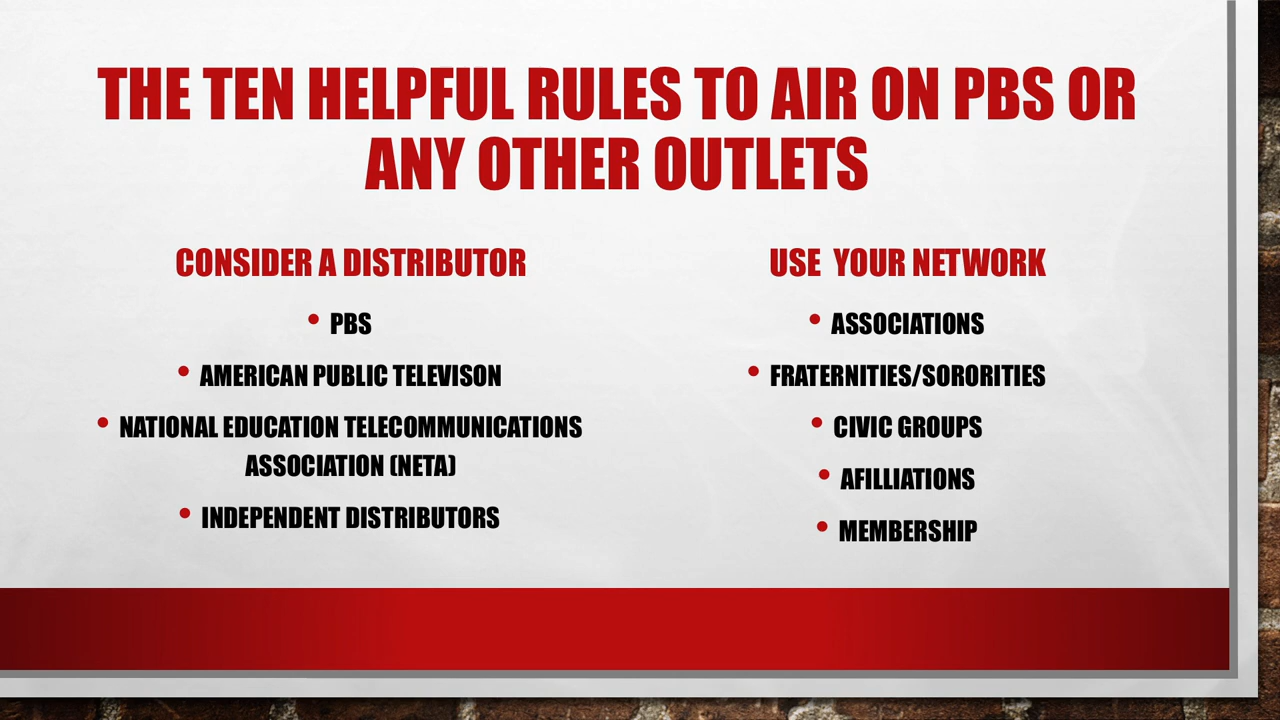 THE TEN HELPFUL RULES TO AIR ON PBS OR
ANY OTHER OUTLETS
CONSIDER A DISTRIBUTOR
• PBS
• AMERICAN PUBLIC TELEVISON
• NATIONAL EDUCATION TELECOMMUNICATIONS
ASSOCIATION (NETA)
• INDEPENDENT DISTRIBUTORS
USE YOUR NETWORK
• ASSOCIATIONS
• FRATERNITIES/SORORITIES
• CIVIC GROUPS
• AFILLIATIONS
• MEMBERSHIP